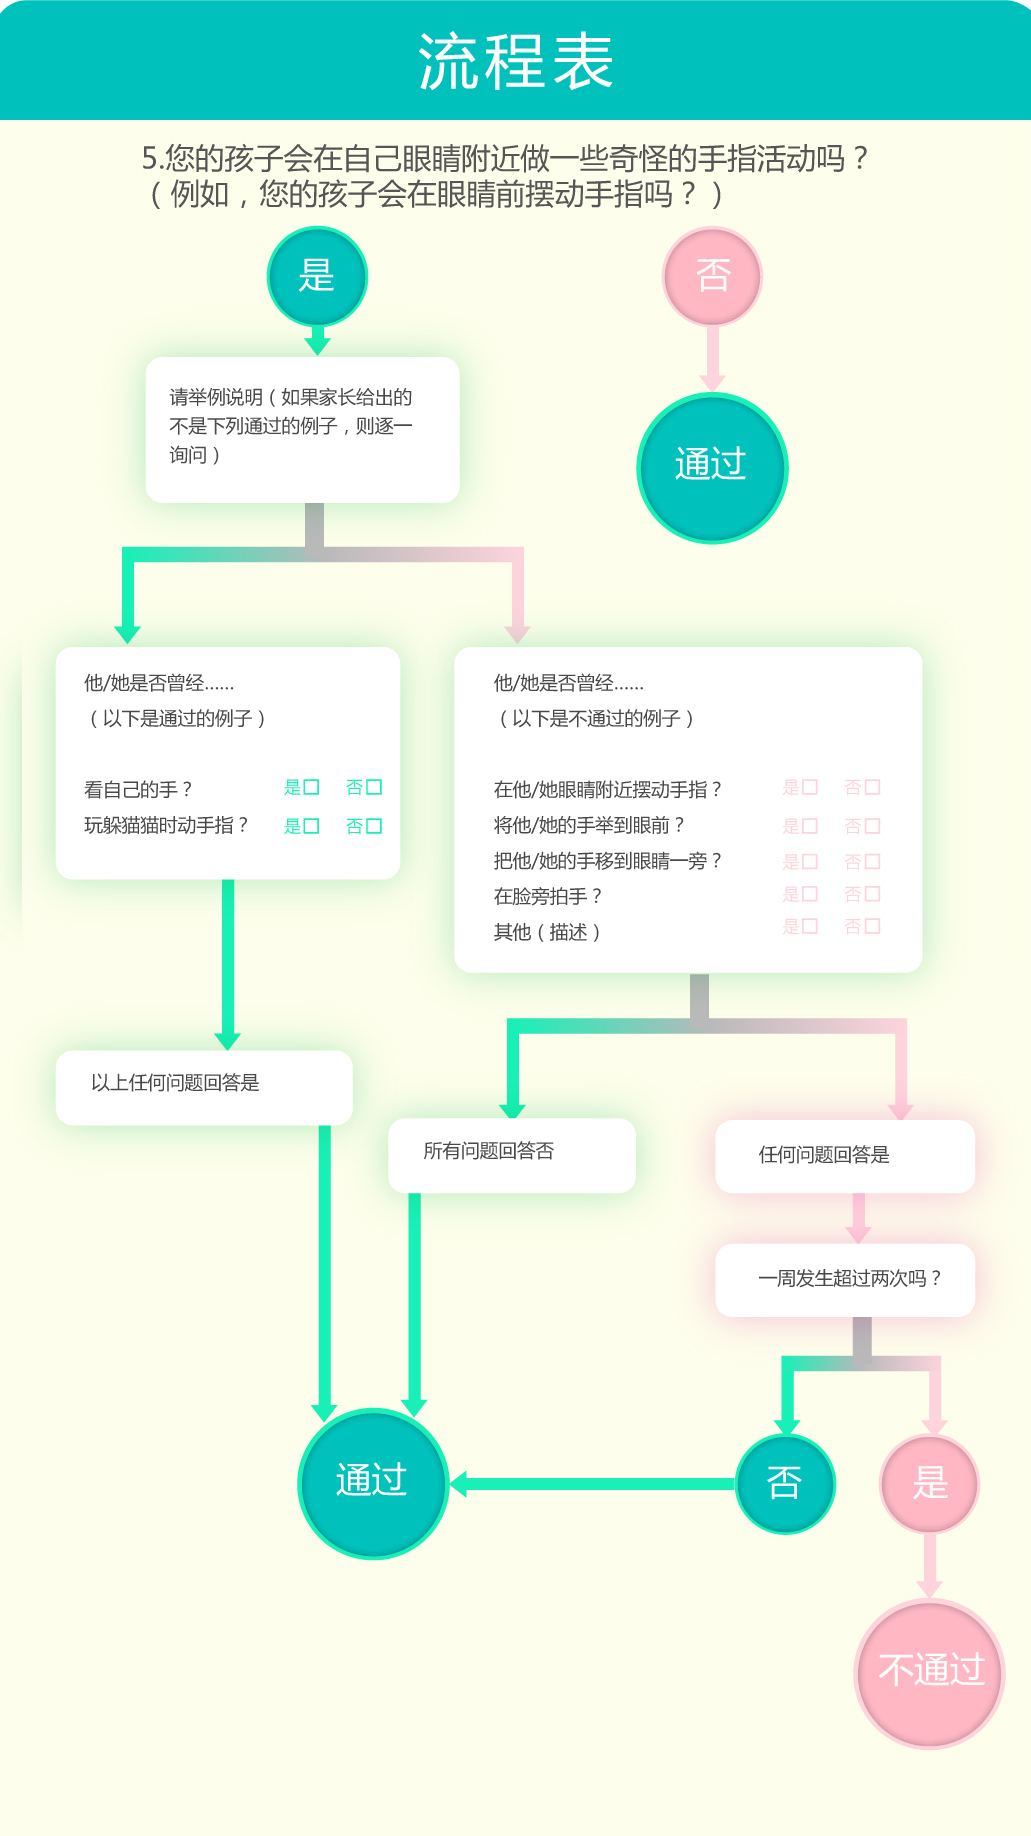 流程表
5.您的孩子会在自己眼睛附近做一些奇怪的手指活动吗？
（例如，您的孩子会在眼睛前摆动手指吗？）
是
否
请举例说明（如果家长给出的
不是下列通过的例子，则逐一
询问）
通过
他/她是否曾经......
（以下是通过的例子）
看自己的手？ 是□ 否□
玩躲猫猫时动手指？ 是□ 否□
他/她是否曾经......
（以下是不通过的例子）
在他/她眼睛附近摆动手指？ 是□ 否□
将他/她的手举到眼前？ 是□ 否□
把他/她的手移到眼睛一旁？ 是□ 否□
在脸旁拍手？ 是□ 否□
其他（描述） 是□ 否□
以上任何问题回答是
所有问题回答否
任何问题回答是
一周发生超过两次吗？
通过
否
是
不通过